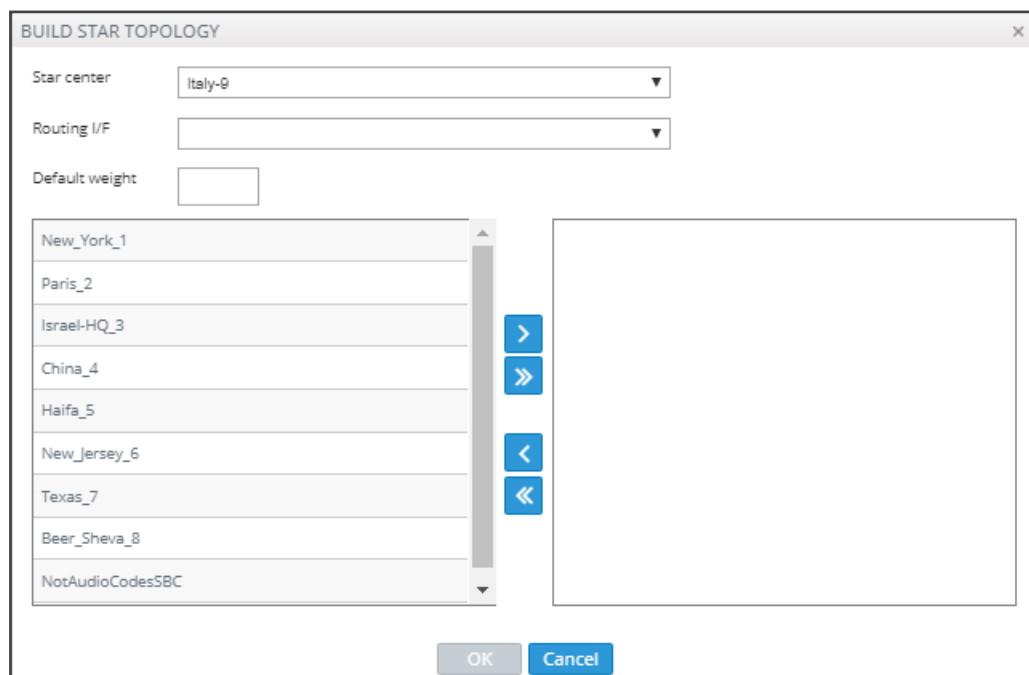 BUILD STAR TOPOLOGY
Star center
Italy-9
Routing I/F
Default weight
New_York_1
Paris_2
Israel-HQ_3
China_4
Haifa_5
New_Jersey_6
Texas_7
Beer_Sheva_8
NotAudioCodesSBC
OK Cancel